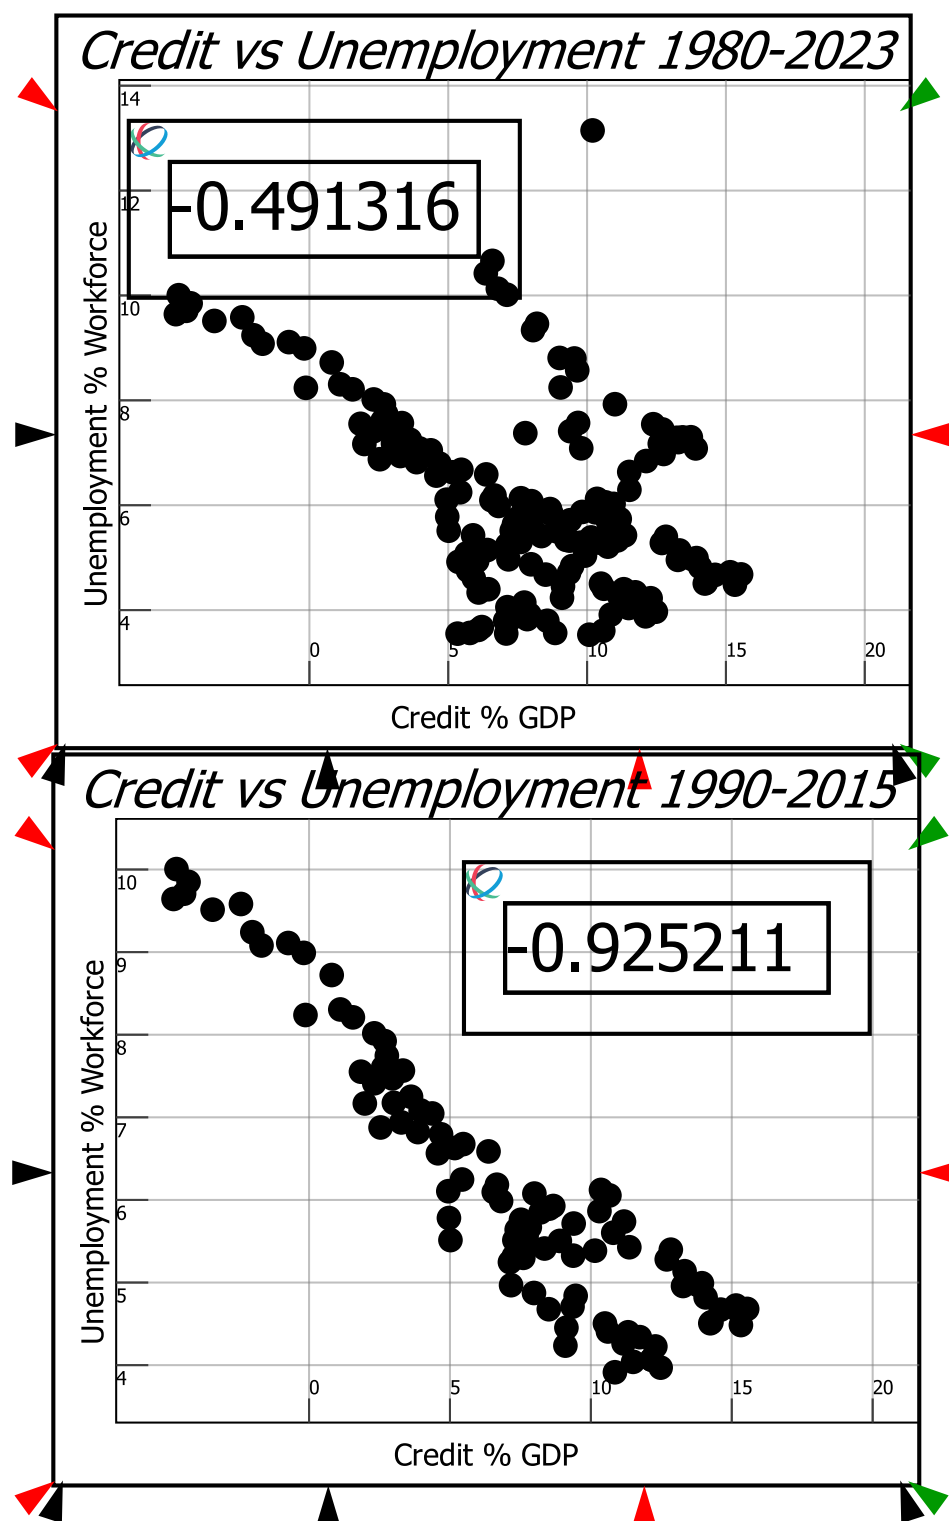 Credit vs Unemployment 1980-2023
14
12
10
8
6
4
-0.491316
Unemployment % Workforce
0 5 10 15 20
Credit % GDP
Credit vs Unemployment 1990-2015
10
9
8
7
6
5
4
-0.925211
Unemployment % Workforce
0 5 10 15 20
Credit % GDP